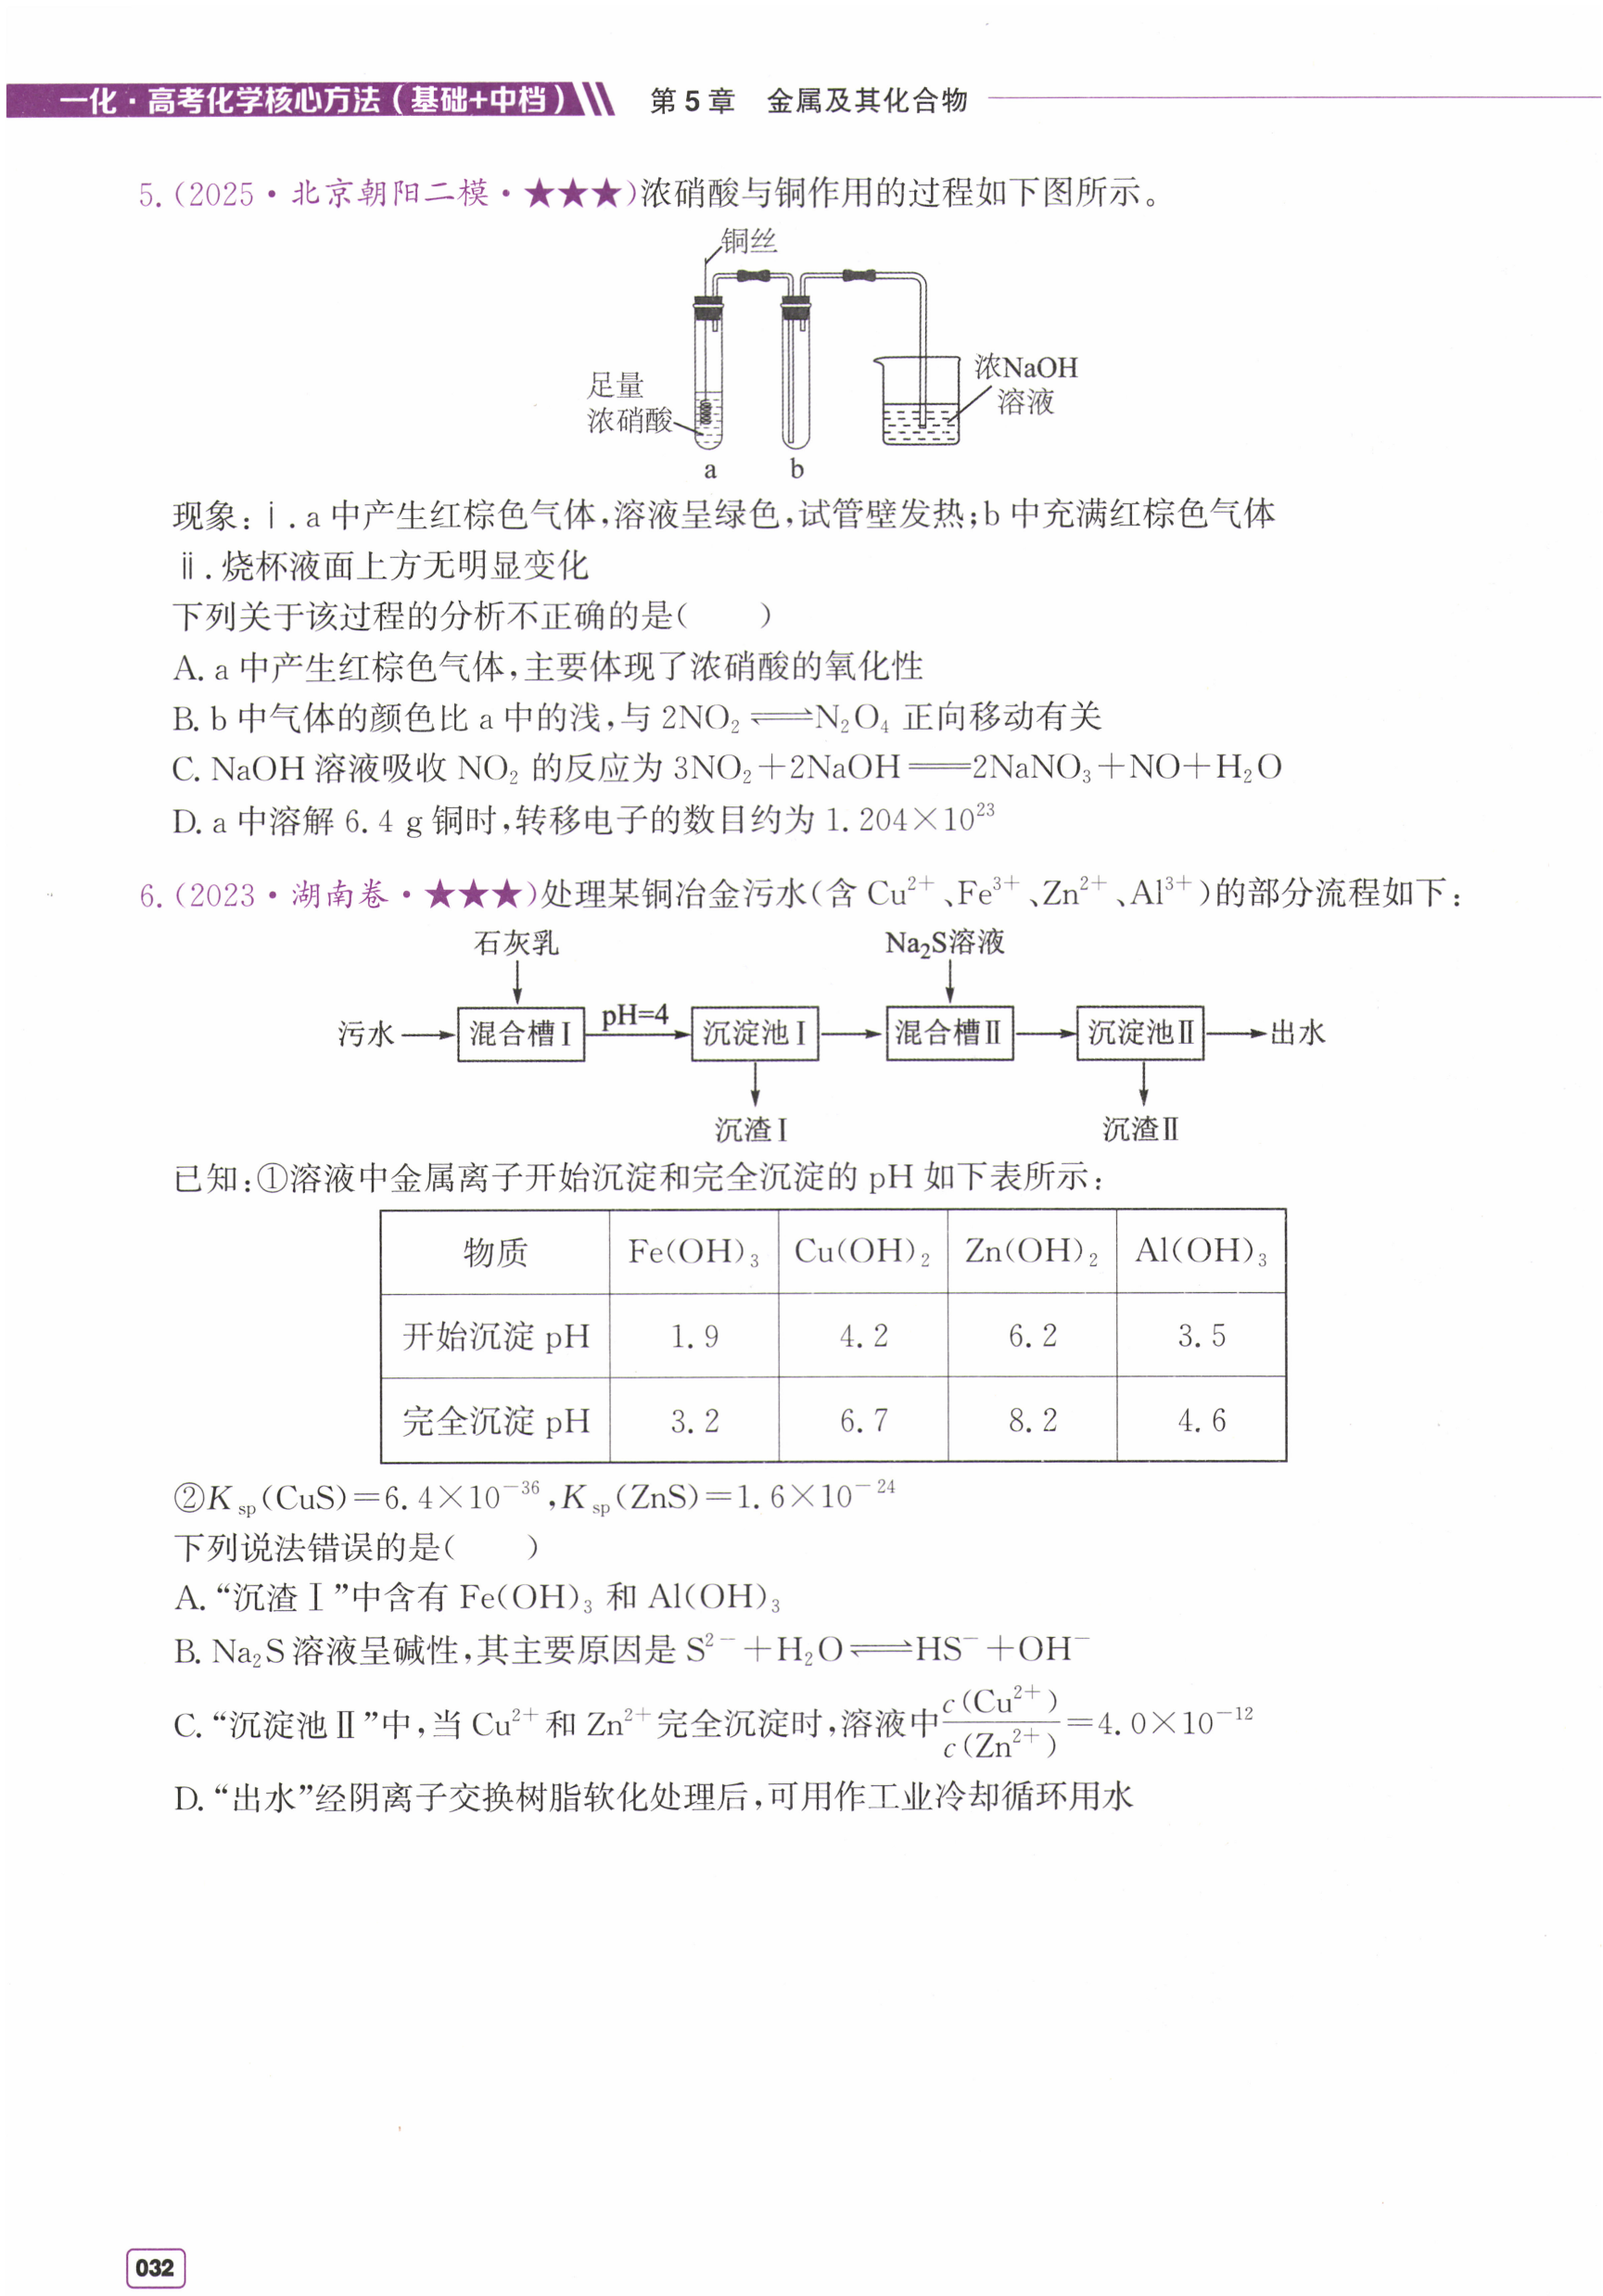 一化·高考化学核心方法(基础+中档) 第5章 金属及其化合物
5.(2025·北京朝阳二模·★★★)浓硝酸与铜作用的过程如下图所示。
铜丝
足量
浓硝酸
浓NaOH
溶液
a b
现象:ⅰ.a中产生红棕色气体,溶液呈绿色,试管壁发热;b中充满红棕色气体
ⅱ.烧杯液面上方无明显变化
下列关于该过程的分析不正确的是( )
A. a中产生红棕色气体,主要体现了浓硝酸的氧化性
B. b中气体的颜色比a中的浅,与2NO₂⇌N₂O₄正向移动有关
C. NaOH溶液吸收NO₂的反应为3NO₂+2NaOH══2NaNO₃+NO+H₂O
D. a中溶解6.4 g铜时,转移电子的数目约为1.204×10²³
6.(2023·湖南卷·★★★)处理某铜冶金污水(含Cu²⁺、Fe³⁺、Zn²⁺、Al³⁺)的部分流程如下:
石灰乳 Na₂S溶液
污水 混合槽Ⅰ pH=4 沉淀池Ⅰ 混合槽Ⅱ 沉淀池Ⅱ 出水
沉渣Ⅰ 沉渣Ⅱ
已知:①溶液中金属离子开始沉淀和完全沉淀的pH如下表所示:
物质 Fe(OH)₃ Cu(OH)₂ Zn(OH)₂ Al(OH)₃
开始沉淀pH 1.9 4.2 6.2 3.5
完全沉淀pH 3.2 6.7 8.2 4.6
②Ksp(CuS)=6.4×10⁻³⁶,Ksp(ZnS)=1.6×10⁻²⁴
下列说法错误的是( )
A.“沉渣Ⅰ”中含有Fe(OH)₃和Al(OH)₃
B. Na₂S溶液呈碱性,其主要原因是S²⁻+H₂O⇌HS⁻+OH⁻
C.“沉淀池Ⅱ”中,当Cu²⁺和Zn²⁺完全沉淀时,溶液中c(Cu²⁺)/c(Zn²⁺)=4.0×10⁻¹²
D.“出水”经阴离子交换树脂软化处理后,可用作工业冷却循环用水
032